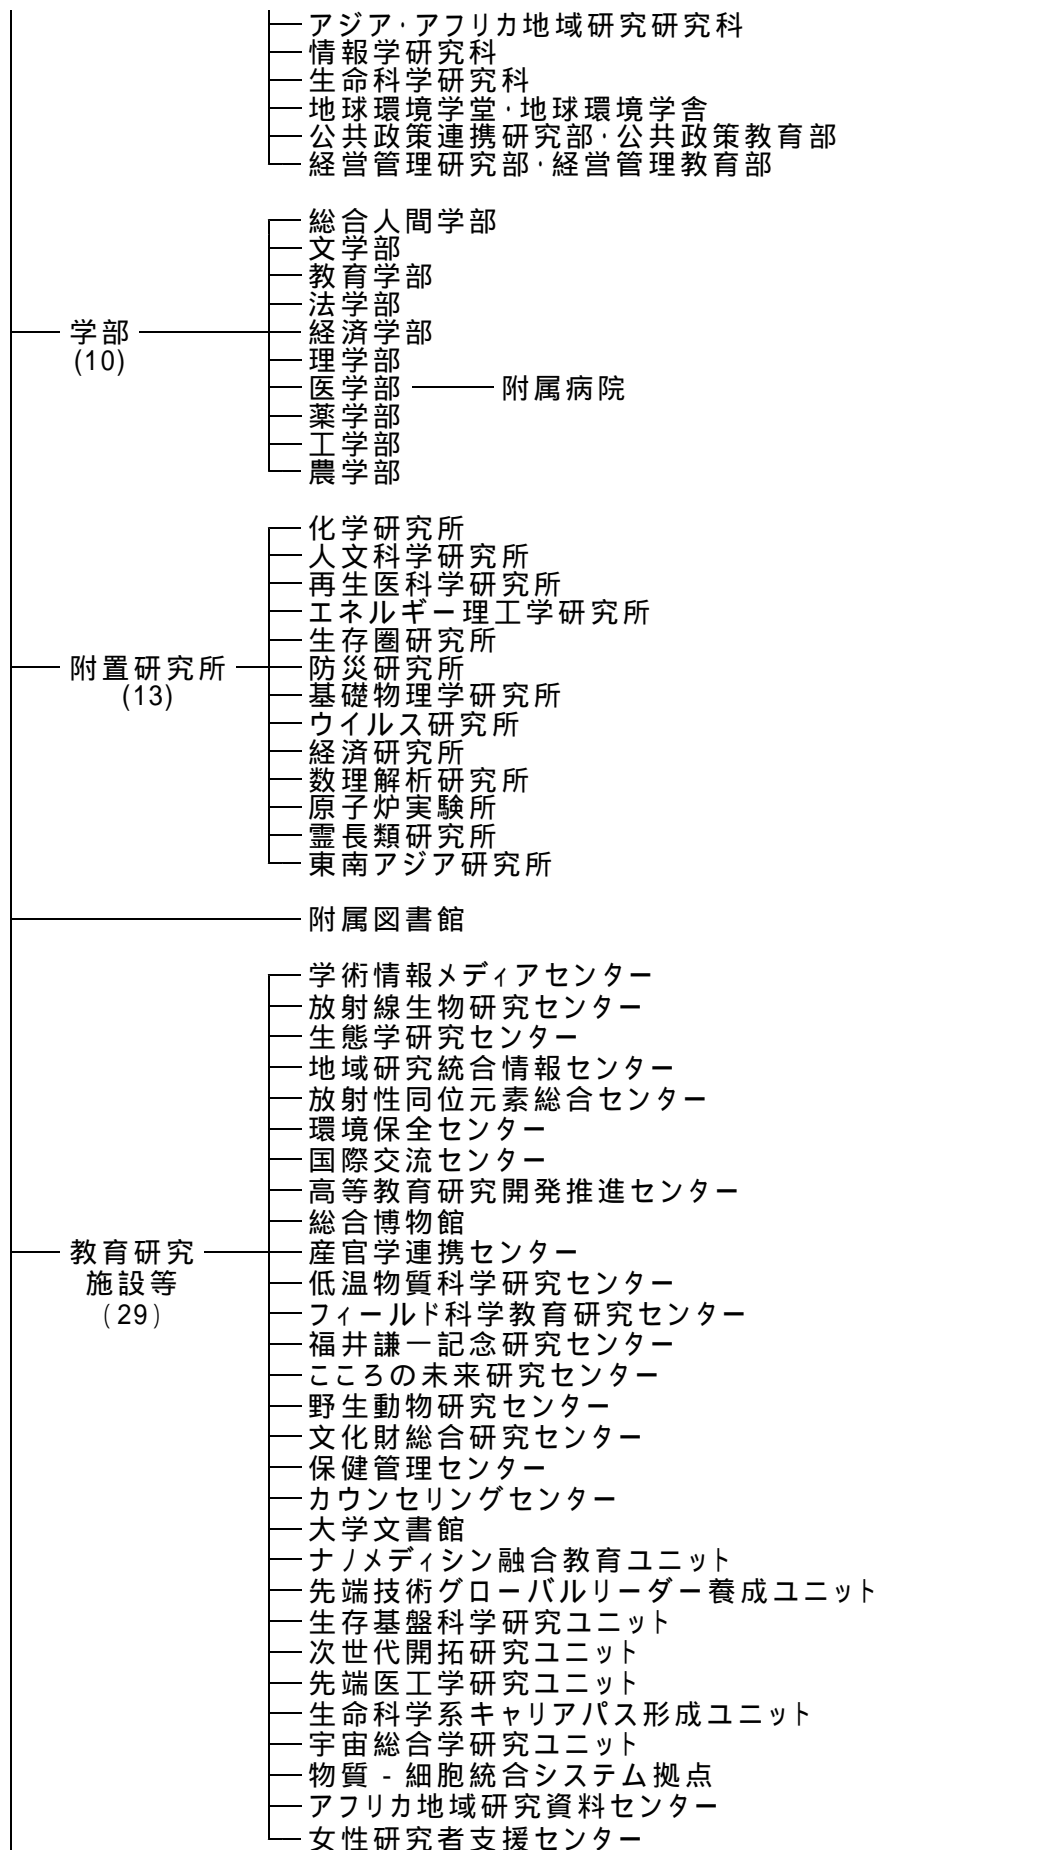 アジア・アフリカ地域研究研究科
情報学研究科
生命科学研究科
地球環境学堂・地球環境学舎
公共政策連携研究部・公共政策教育部
経営管理研究部・経営管理教育部
学部
(10)
総合人間学部
文学部
教育学部
法学部
経済学部
理学部
医学部 附属病院
薬学部
工学部
農学部
附置研究所
(13)
化学研究所
人文科学研究所
再生医科学研究所
エネルギー理工学研究所
生存圏研究所
防災研究所
基礎物理学研究所
ウイルス研究所
経済研究所
数理解析研究所
原子炉実験所
霊長類研究所
東南アジア研究所
附属図書館
教育研究
施設等
(29)
学術情報メディアセンター
放射線生物研究センター
生態学研究センター
地域研究統合情報センター
放射性同位元素総合センター
環境保全センター
国際交流センター
高等教育研究開発推進センター
総合博物館
産官学連携センター
低温物質科学研究センター
フィールド科学教育研究センター
福井謙一記念研究センター
こころの未来研究センター
野生動物研究センター
文化財総合研究センター
保健管理センター
カウンセリングセンター
大学文書館
ナノメディシン融合教育ユニット
先端技術グローバルリーダー養成ユニット
生存基盤科学研究ユニット
次世代開拓研究ユニット
先端医工学研究ユニット
生命科学系キャリアパス形成ユニット
宇宙総合学研究ユニット
物質 - 細胞統合システム拠点
アフリカ地域研究資料センター
女性研究者支援センター